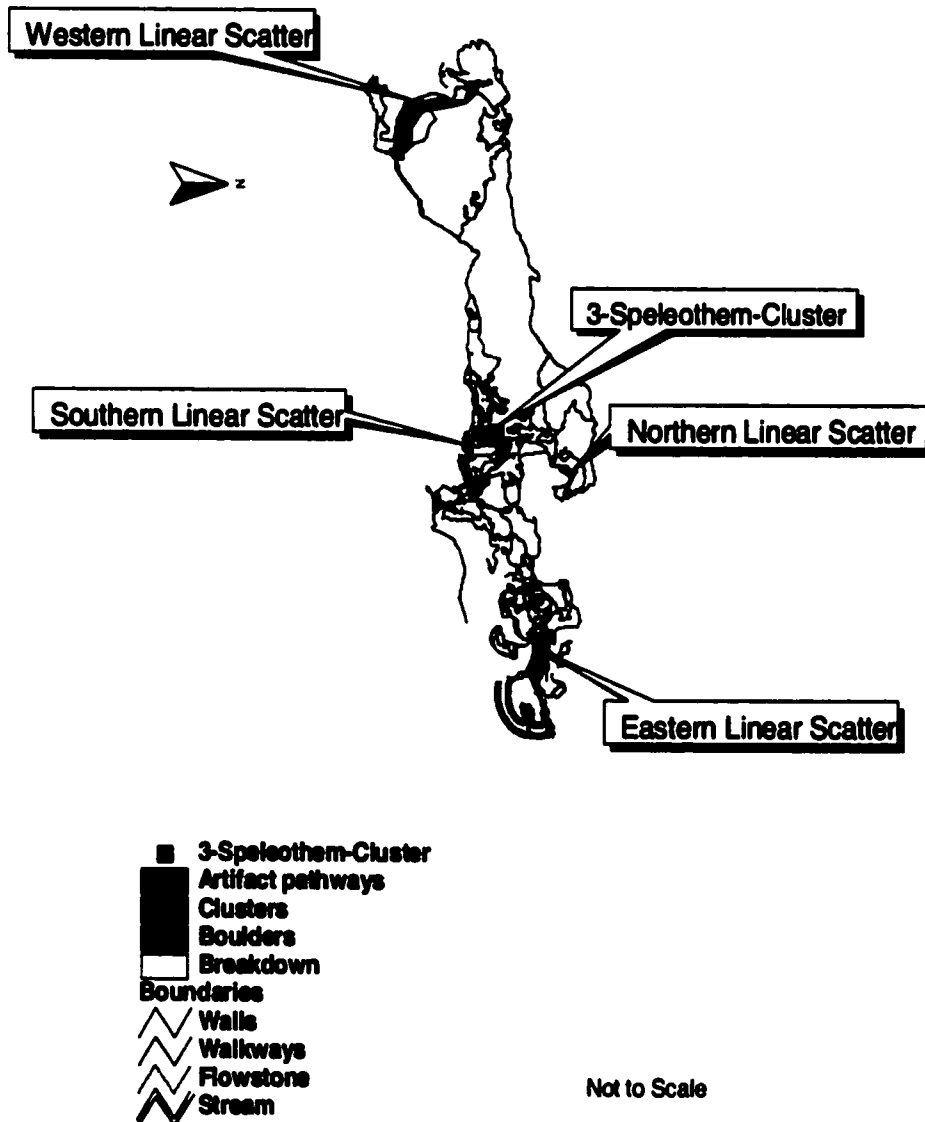 Western Linear Scatter
N
3-Speleothem-Cluster
Southern Linear Scatter
Northern Linear Scatter
Eastern Linear Scatter
3-Speleothem-Cluster
Artifact pathways
Clusters
Boulders
Breakdown
Boundaries
Walls
Walkways
Flowstone
Stream
Not to Scale